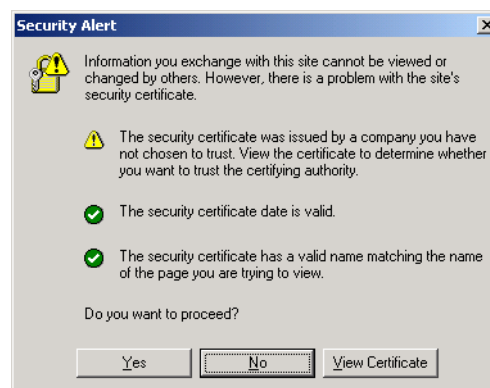 Security Alert
Information you exchange with this site cannot be viewed or
changed by others. However, there is a problem with the site's
security certificate.
The security certificate was issued by a company you have
not chosen to trust. View the certificate to determine whether
you want to trust the certifying authority.
The security certificate date is valid.
The security certificate has a valid name matching the name
of the page you are trying to view.
Do you want to proceed?
Yes No View Certificate